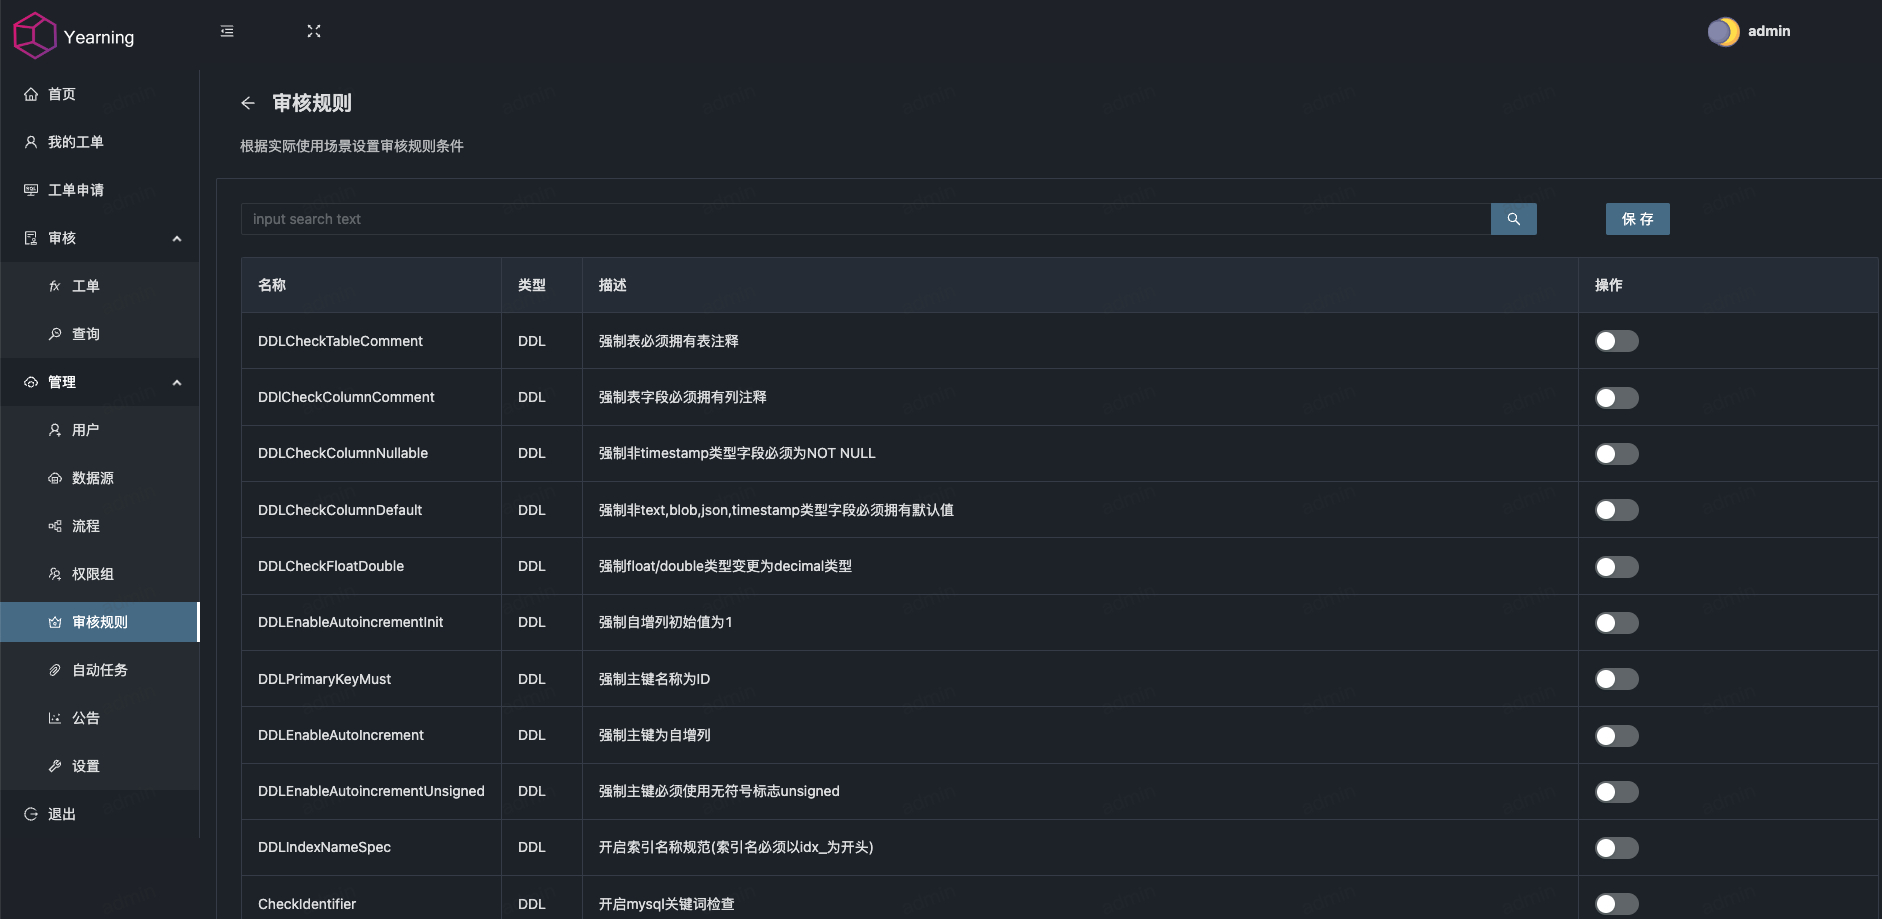 Yearning
admin
首页
我的工单
工单申请
审核
工单
查询
管理
用户
数据源
流程
权限组
审核规则
自动任务
公告
设置
退出
审核规则
根据实际使用场景设置审核规则条件
input search text
保 存
名称 类型 描述 操作
DDLCheckTableComment DDL 强制表必须拥有表注释
DDlCheckColumnComment DDL 强制表字段必须拥有列注释
DDLCheckColumnNullable DDL 强制非timestamp类型字段必须为NOT NULL
DDLCheckColumnDefault DDL 强制非text,blob,json,timestamp类型字段必须拥有默认值
DDLCheckFloatDouble DDL 强制float/double类型变更为decimal类型
DDLEnableAutoincrementInit DDL 强制自增列初始值为1
DDLPrimaryKeyMust DDL 强制主键名称为ID
DDLEnableAutoIncrement DDL 强制主键为自增列
DDLEnableAutoincrementUnsigned DDL 强制主键必须使用无符号标志unsigned
DDLIndexNameSpec DDL 开启索引名称规范(索引名必须以idx_为开头)
CheckIdentifier DDL 开启mysql关键词检查